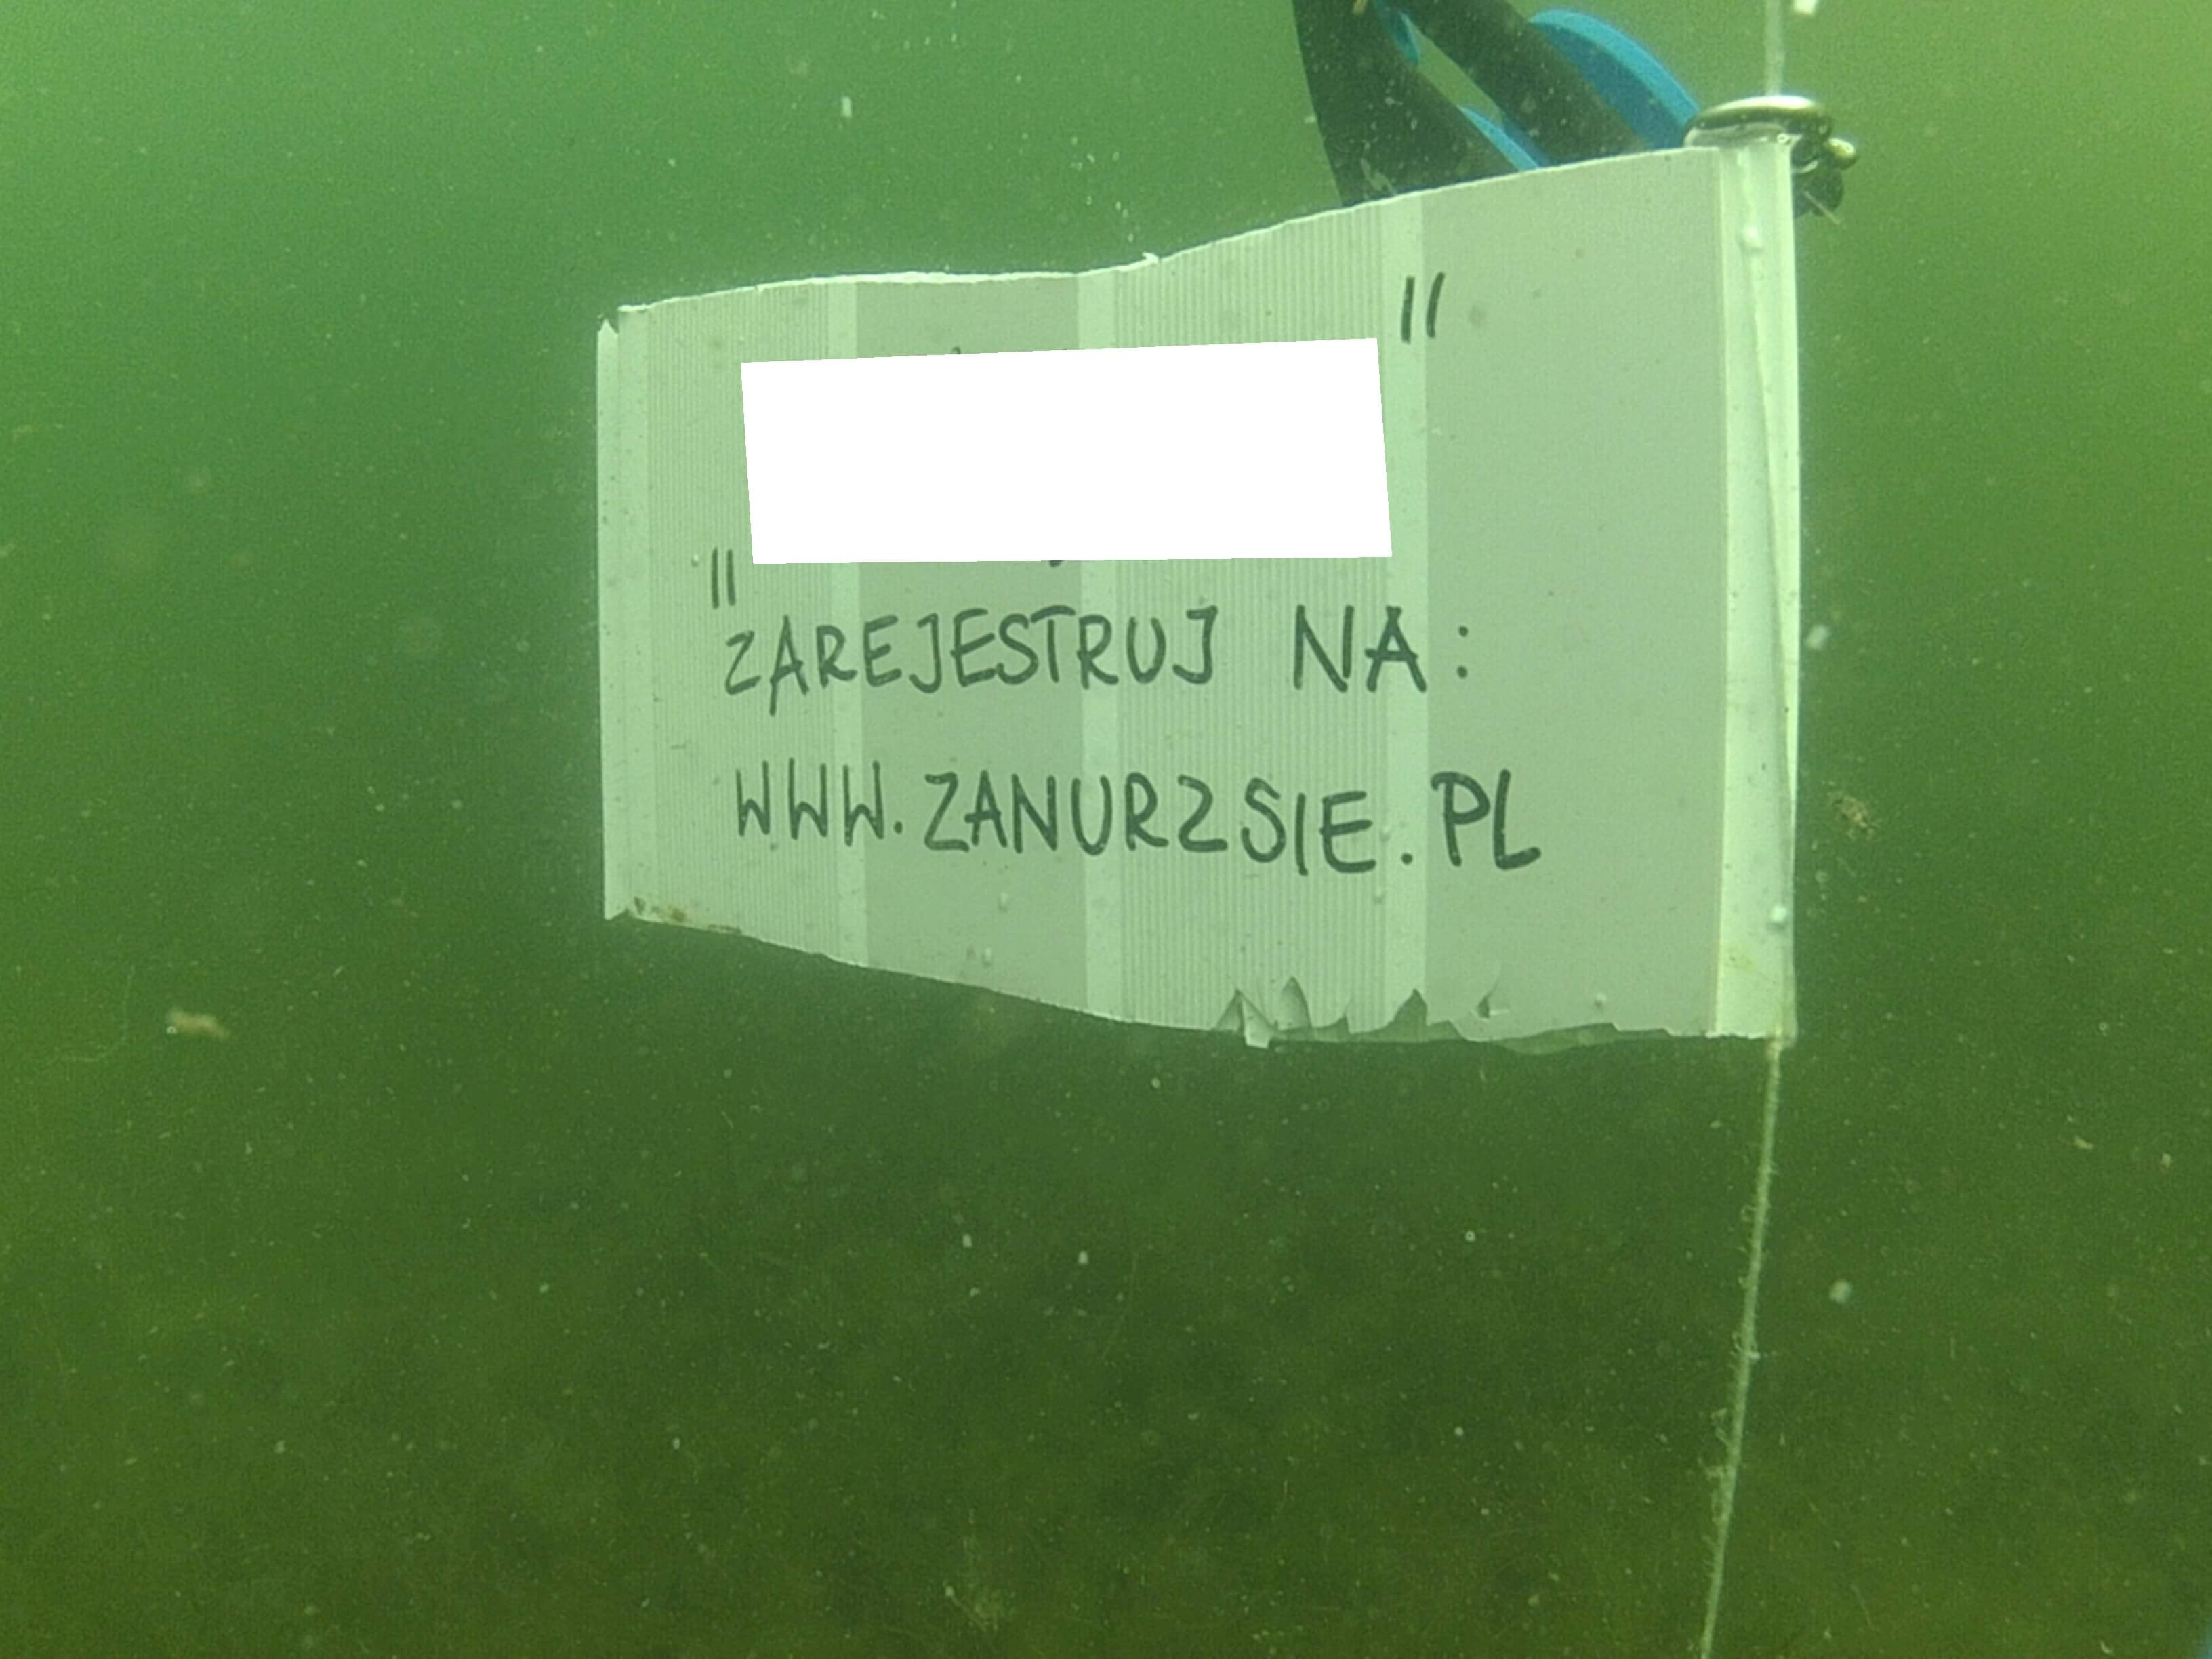 "
"
ZAREJESTRUJ NA:
WWW.ZANURZSIE.PL